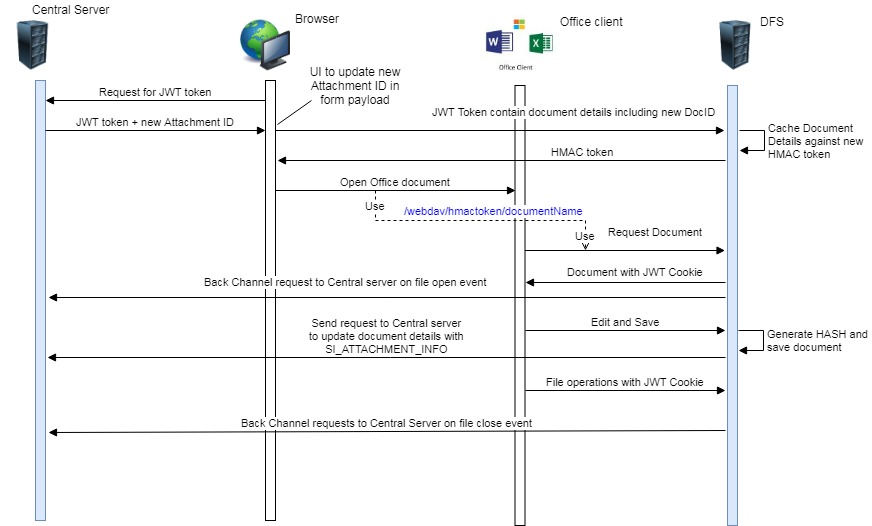 Central Server
Browser
Office client
DFS
Office Client
UI to update new
Attachment ID in
form payload
Request for JWT token
JWT token + new Attachment ID
JWT Token contain document details including new DocID
Cache Document
Details against new
HMAC token
HMAC token
Open Office document
Use
/webdav/hmactoken/documentName
Use
Request Document
Document with JWT Cookie
Back Channel request to Central server on file open event
Edit and Save
Send request to Central server
to update document details with
SI_ATTACHMENT_INFO
Generate HASH and
save document
File operations with JWT Cookie
Back Channel requests to Central Server on file close event